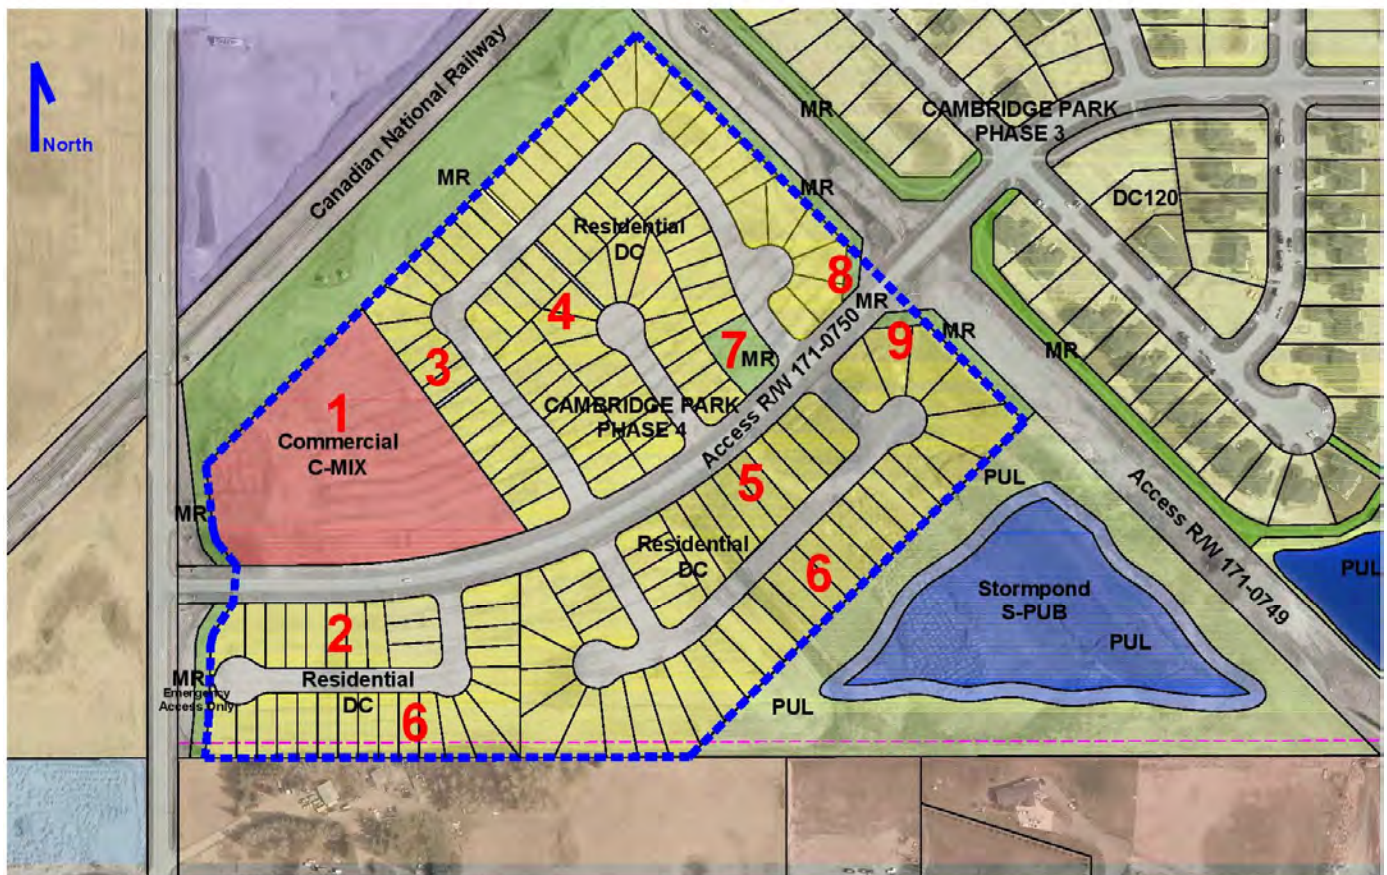 North
Canadian National Railway
MR
MR
CAMBRIDGE PARK
PHASE 3
MR
DC120
Residential
DC
8
MR
MR
MR
4
9
3
7
MR
Access R/W 171-0750
1
Commercial
C-MIX
CAMBRIDGE PARK
PHASE 4
MR
5
PUL
Access R/W 171-0749
Residential
DC
6
Stormpond
S-PUB
PUL
PUL
2
MR
Emergency
Access Only
Residential
DC
6
PUL